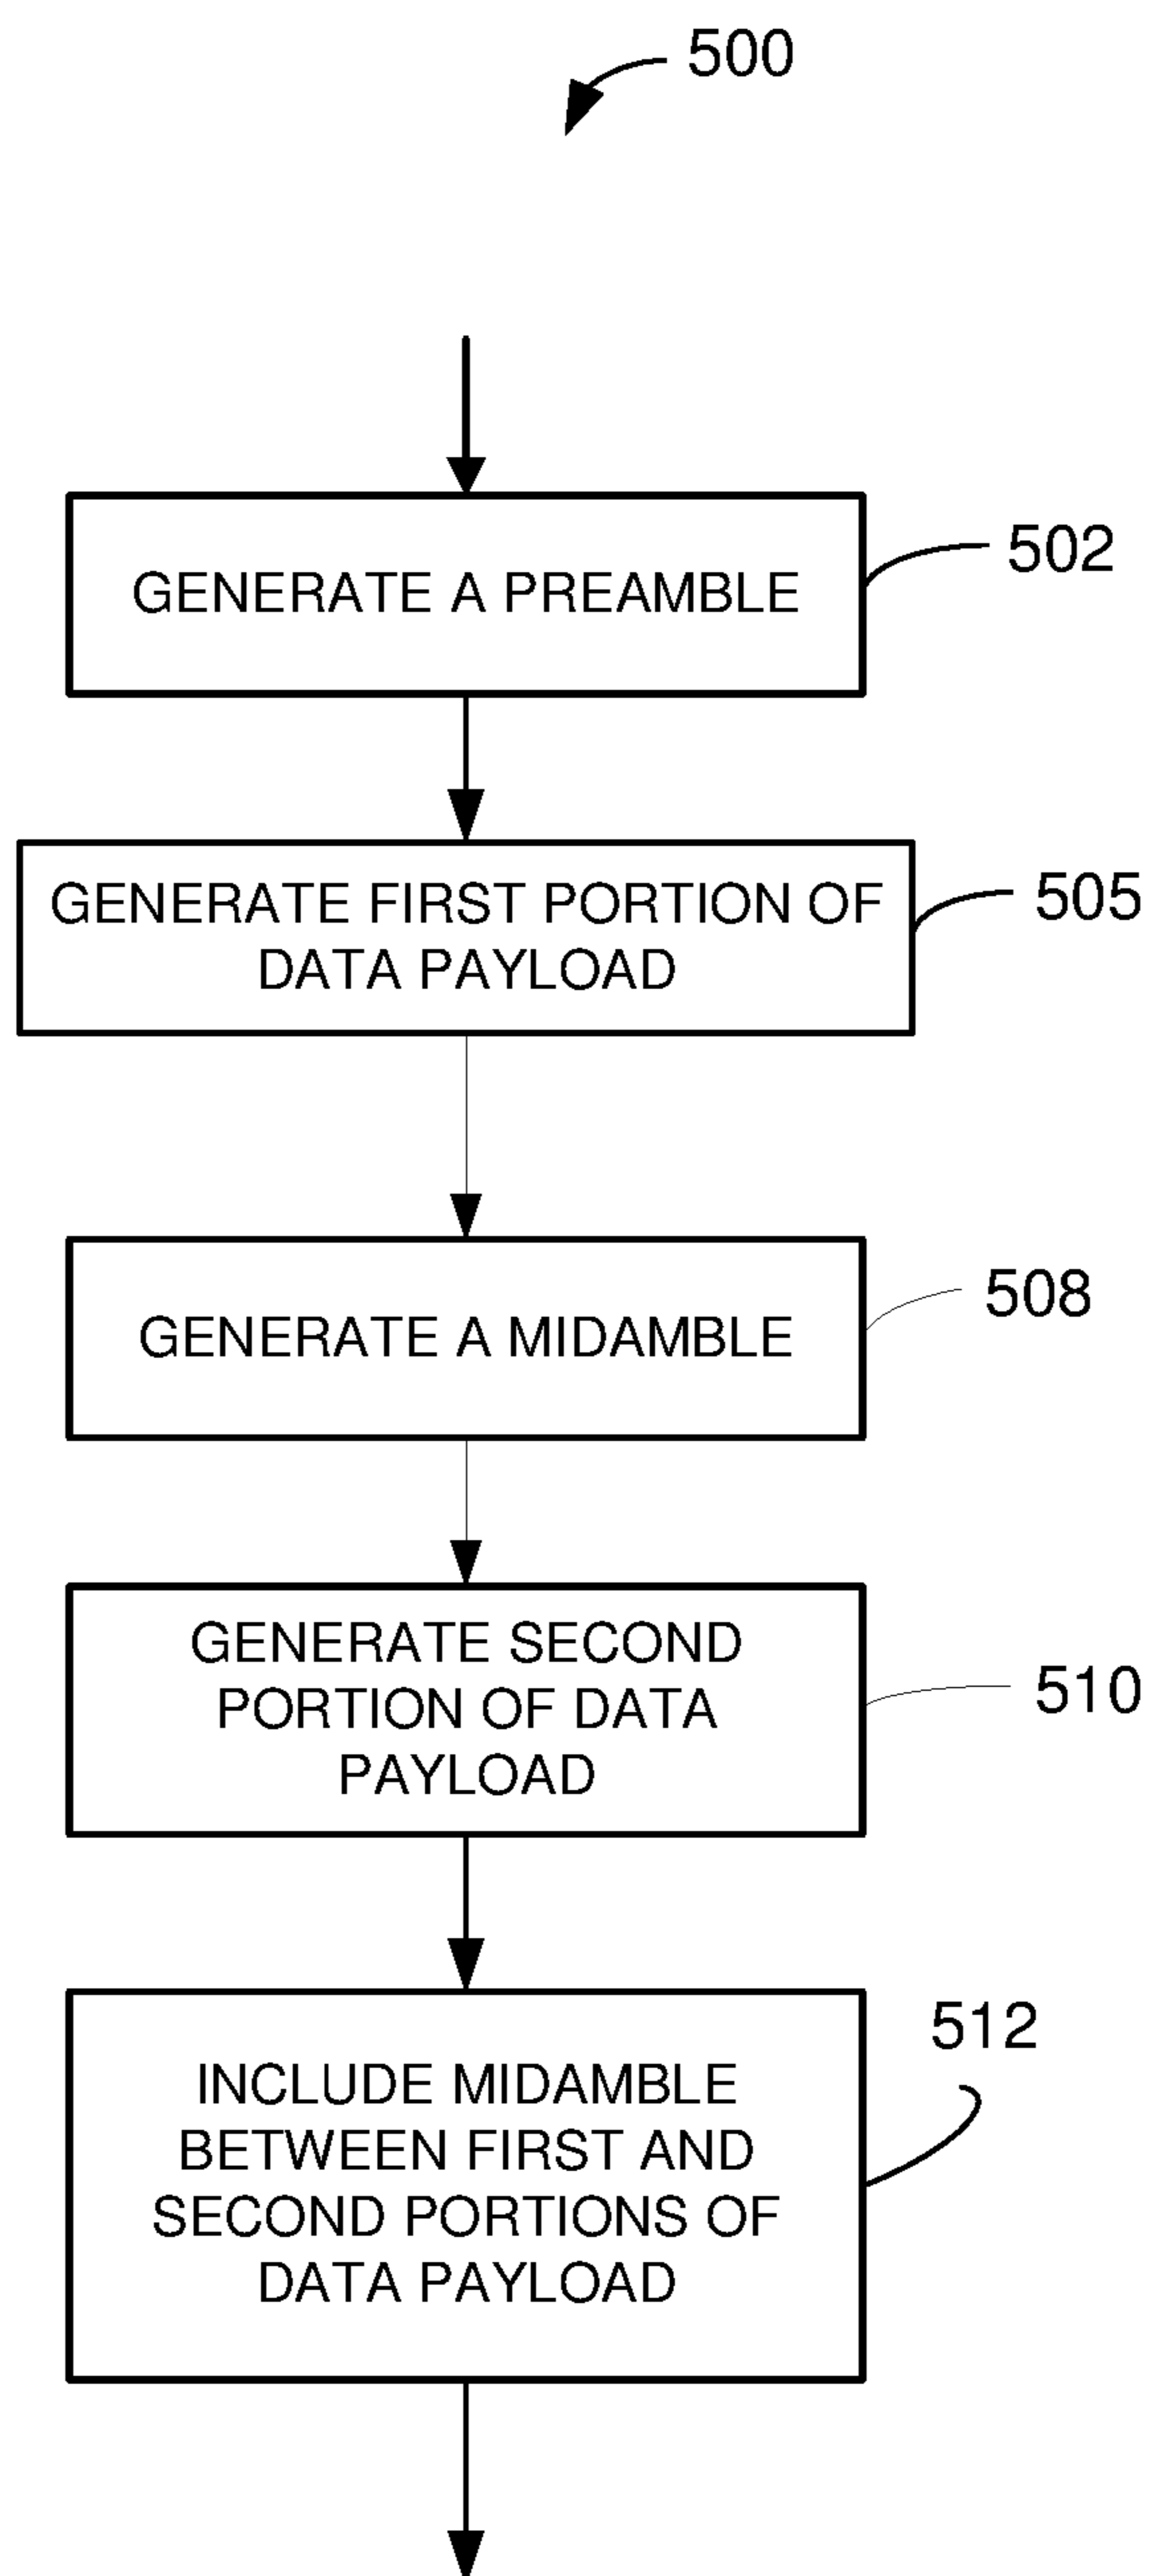 500
GENERATE A PREAMBLE
502
GENERATE FIRST PORTION OF
DATA PAYLOAD
505
GENERATE A MIDAMBLE
508
GENERATE SECOND
PORTION OF DATA
PAYLOAD
510
INCLUDE MIDAMBLE
BETWEEN FIRST AND
SECOND PORTIONS OF
DATA PAYLOAD
512